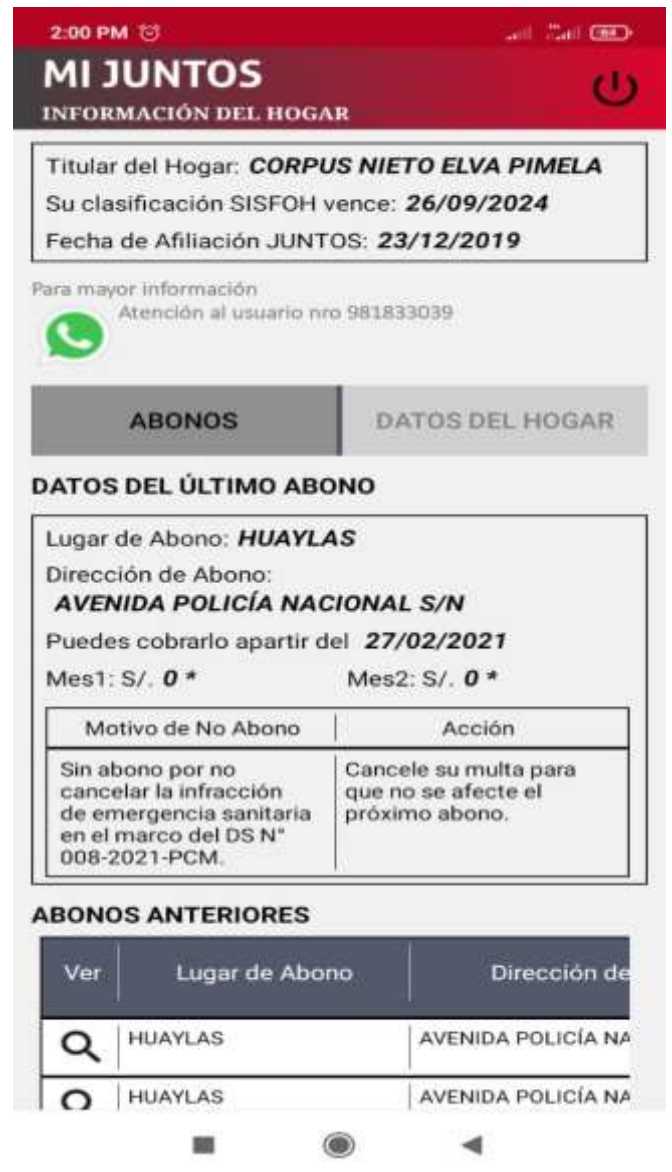 2:00 PM
MI JUNTOS
INFORMACIÓN DEL HOGAR
Titular del Hogar: CORPUS NIETO ELVA PIMELA
Su clasificación SISFOH vence: 26/09/2024
Fecha de Afiliación JUNTOS: 23/12/2019
Para mayor información
Atención al usuario nro 981833039
ABONOS DATOS DEL HOGAR
DATOS DEL ÚLTIMO ABONO
Lugar de Abono: HUAYLAS
Dirección de Abono:
AVENIDA POLICÍA NACIONAL S/N
Puedes cobrarlo apartir del 27/02/2021
Mes1: S/. 0 * Mes2: S/. 0 *
Motivo de No Abono Acción
Sin abono por no
cancelar la infracción
de emergencia sanitaria
en el marco del DS N°
008-2021-PCM.
Cancele su multa para
que no se afecte el
próximo abono.
ABONOS ANTERIORES
Ver Lugar de Abono Dirección de
HUAYLAS AVENIDA POLICÍA NA
HUAYLAS AVENIDA POLICÍA NA